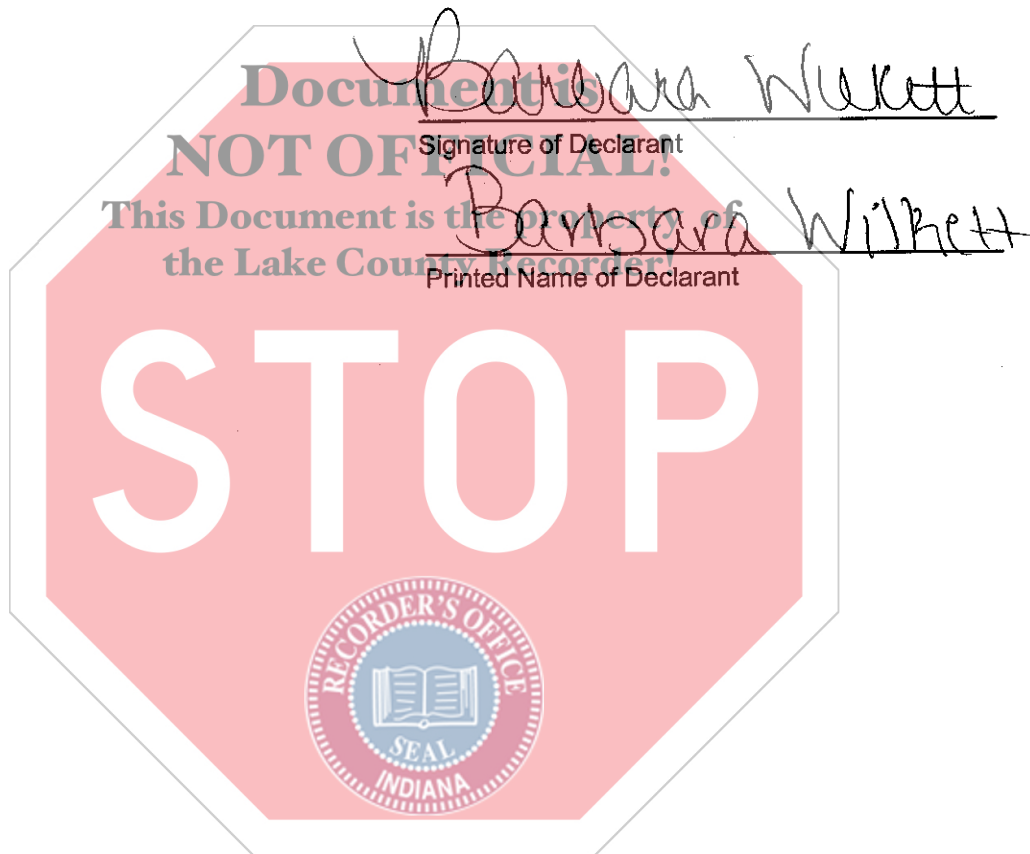 Barbara Wilkett
Document is
Signature of Declarant
NOT OFFICIAL!
Barbara Wilkett
This Document is the property of
the Lake County Recorder!
Printed Name of Declarant
STOP
RECORDER'S OFFICE
SEAL
INDIANA